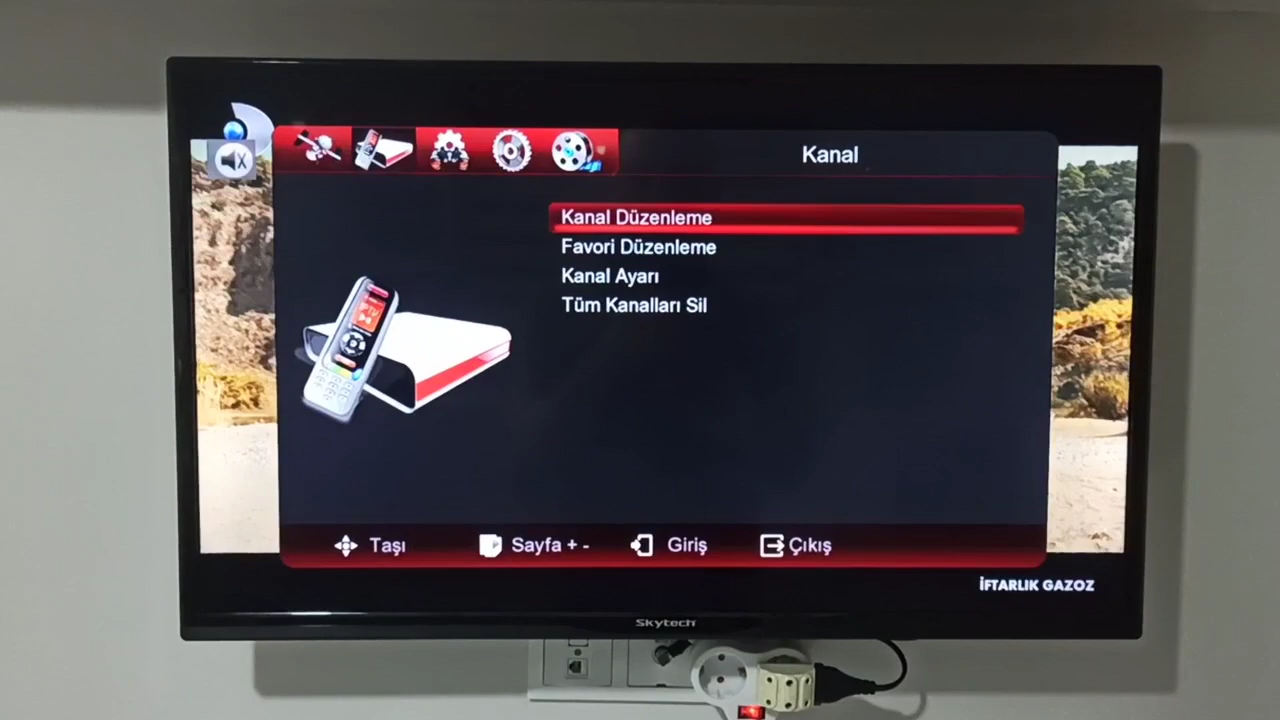 Kanal
Kanal Düzenleme
Favori Düzenleme
Kanal Ayarı
Tüm Kanalları Sil
Taşı Sayfa + - Giriş Çıkış
İFTARLIK GAZOZ
Skytech